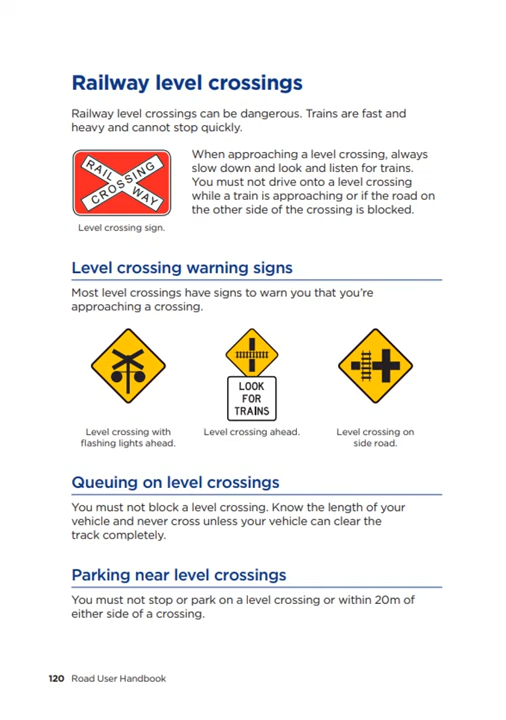 Railway level crossings
Railway level crossings can be dangerous. Trains are fast and
heavy and cannot stop quickly.
RAIL WAY
CROSSING
Level crossing sign.
When approaching a level crossing, always
slow down and look and listen for trains.
You must not drive onto a level crossing
while a train is approaching or if the road on
the other side of the crossing is blocked.
Level crossing warning signs
Most level crossings have signs to warn you that you’re
approaching a crossing.
LOOK
FOR
TRAINS
Level crossing with
flashing lights ahead.
Level crossing ahead.
Level crossing on
side road.
Queuing on level crossings
You must not block a level crossing. Know the length of your
vehicle and never cross unless your vehicle can clear the
track completely.
Parking near level crossings
You must not stop or park on a level crossing or within 20m of
either side of a crossing.
120 Road User Handbook